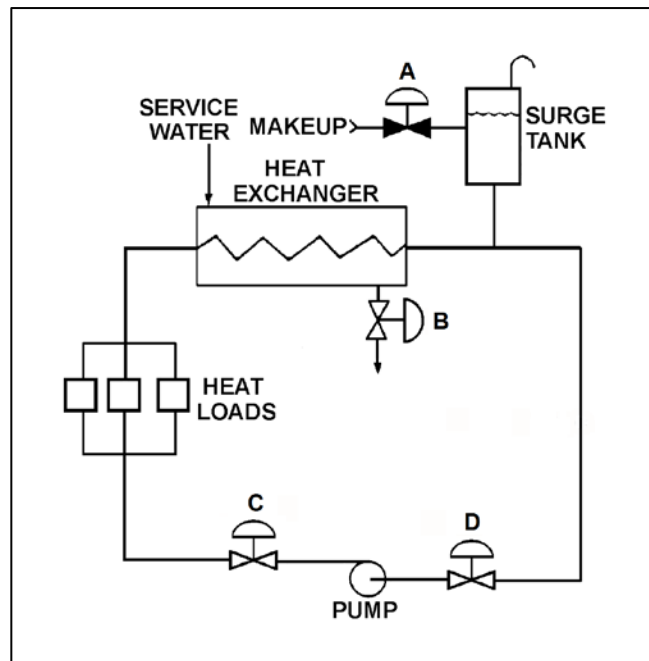 A
SERVICE
WATER
MAKEUP
SURGE
TANK
HEAT
EXCHANGER
B
HEAT
LOADS
C
D
PUMP